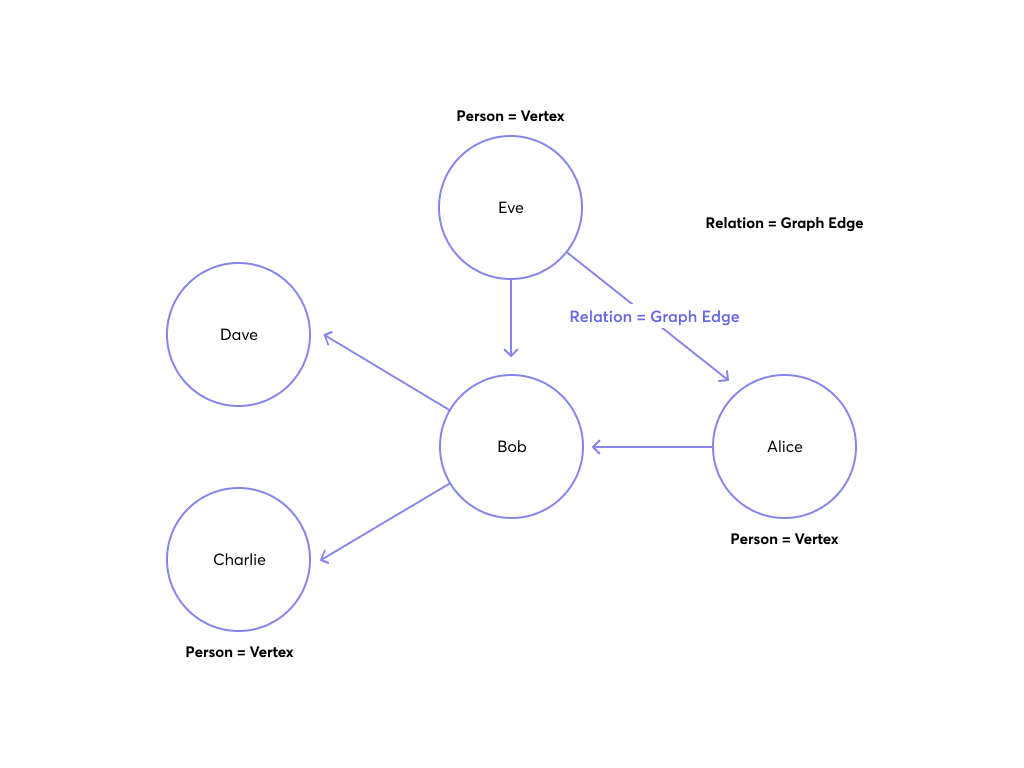 Person = Vertex
Eve
Relation = Graph Edge
Relation = Graph Edge
Dave
Bob
Alice
Person = Vertex
Charlie
Person = Vertex